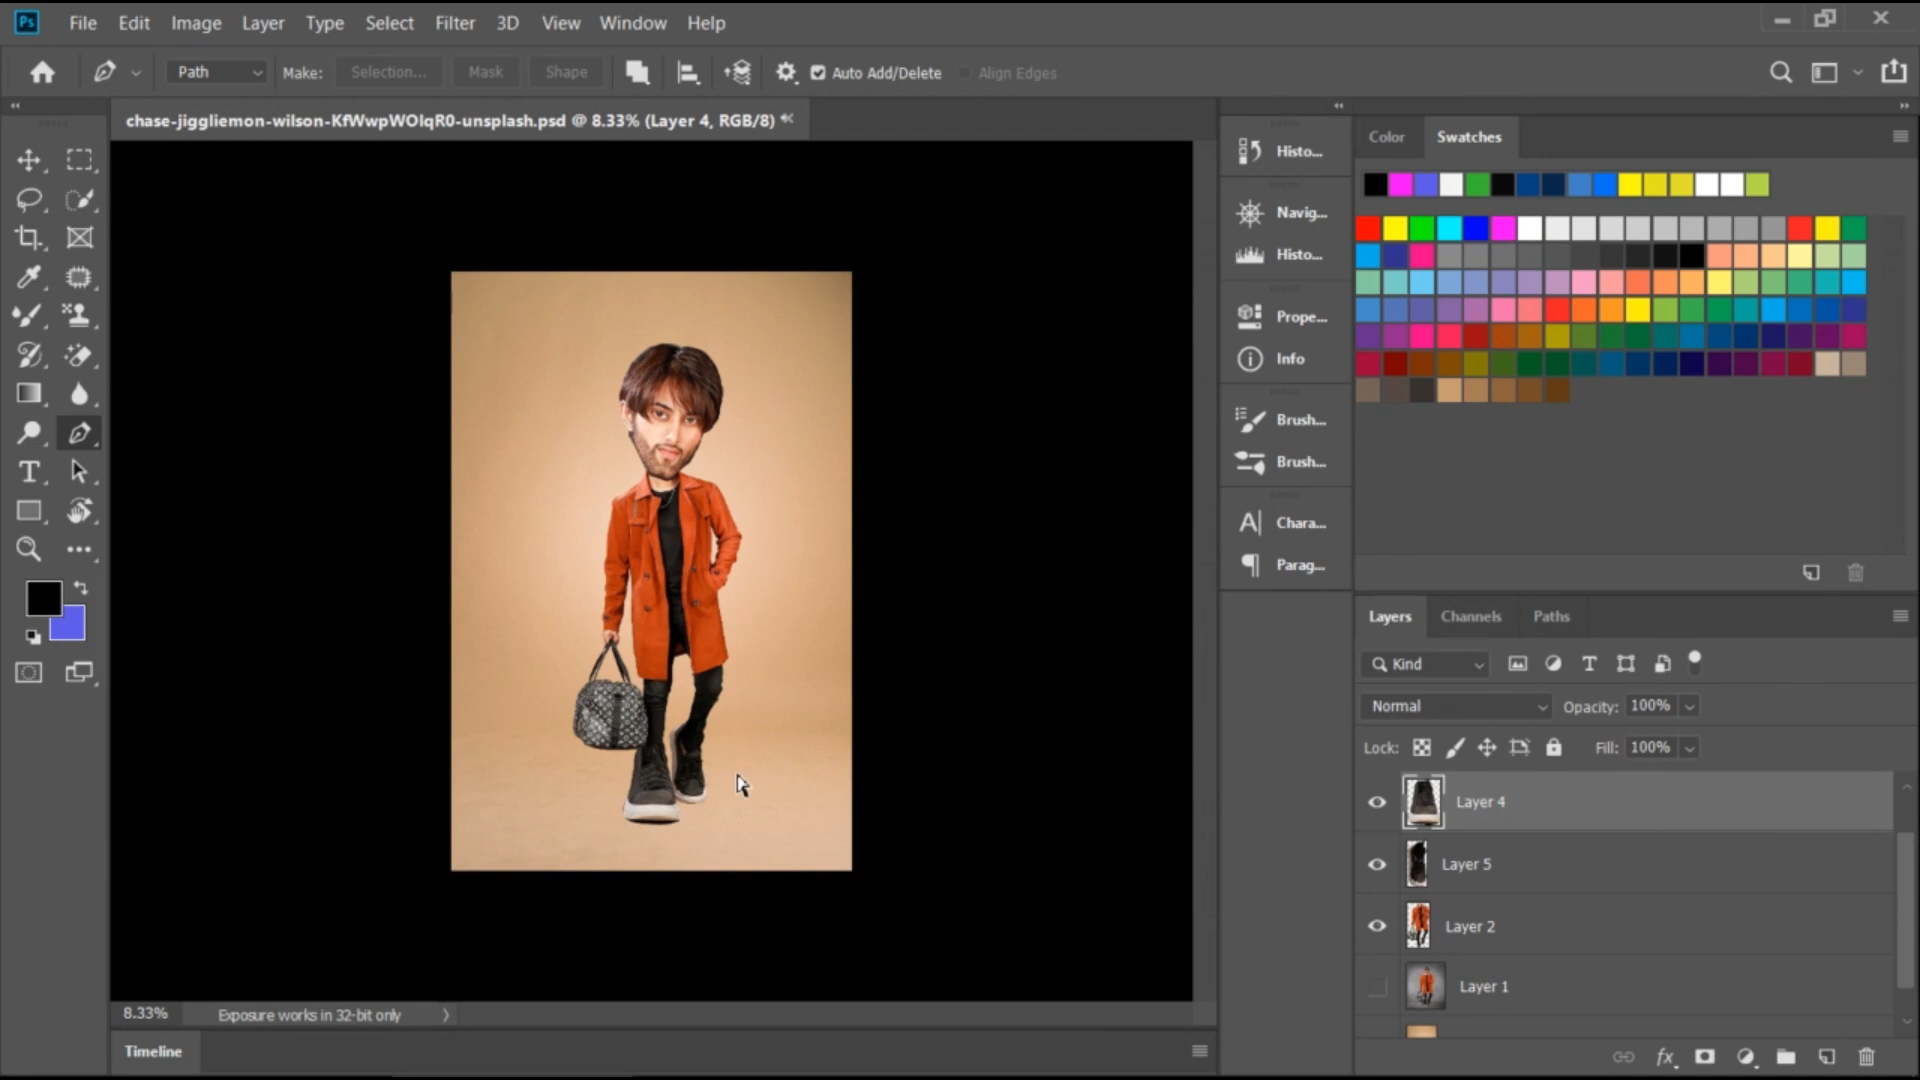 Ps File Edit Image Layer Type Select Filter 3D View Window Help
Path Make: Selection... Mask Shape Auto Add/Delete Align Edges
chase-jiggliemon-wilson-KfWwpWOIqR0-unsplash.psd @ 8.33% (Layer 4, RGB/8) *
Histo...
Navig...
Histo...
Prope...
Info
Brush...
Brush...
Chara...
Parag...
Color Swatches
Layers Channels Paths
Kind
Normal Opacity: 100%
Lock: Fill: 100%
Layer 4
Layer 5
Layer 2
Layer 1
fx
8.33% Exposure works in 32-bit only
Timeline